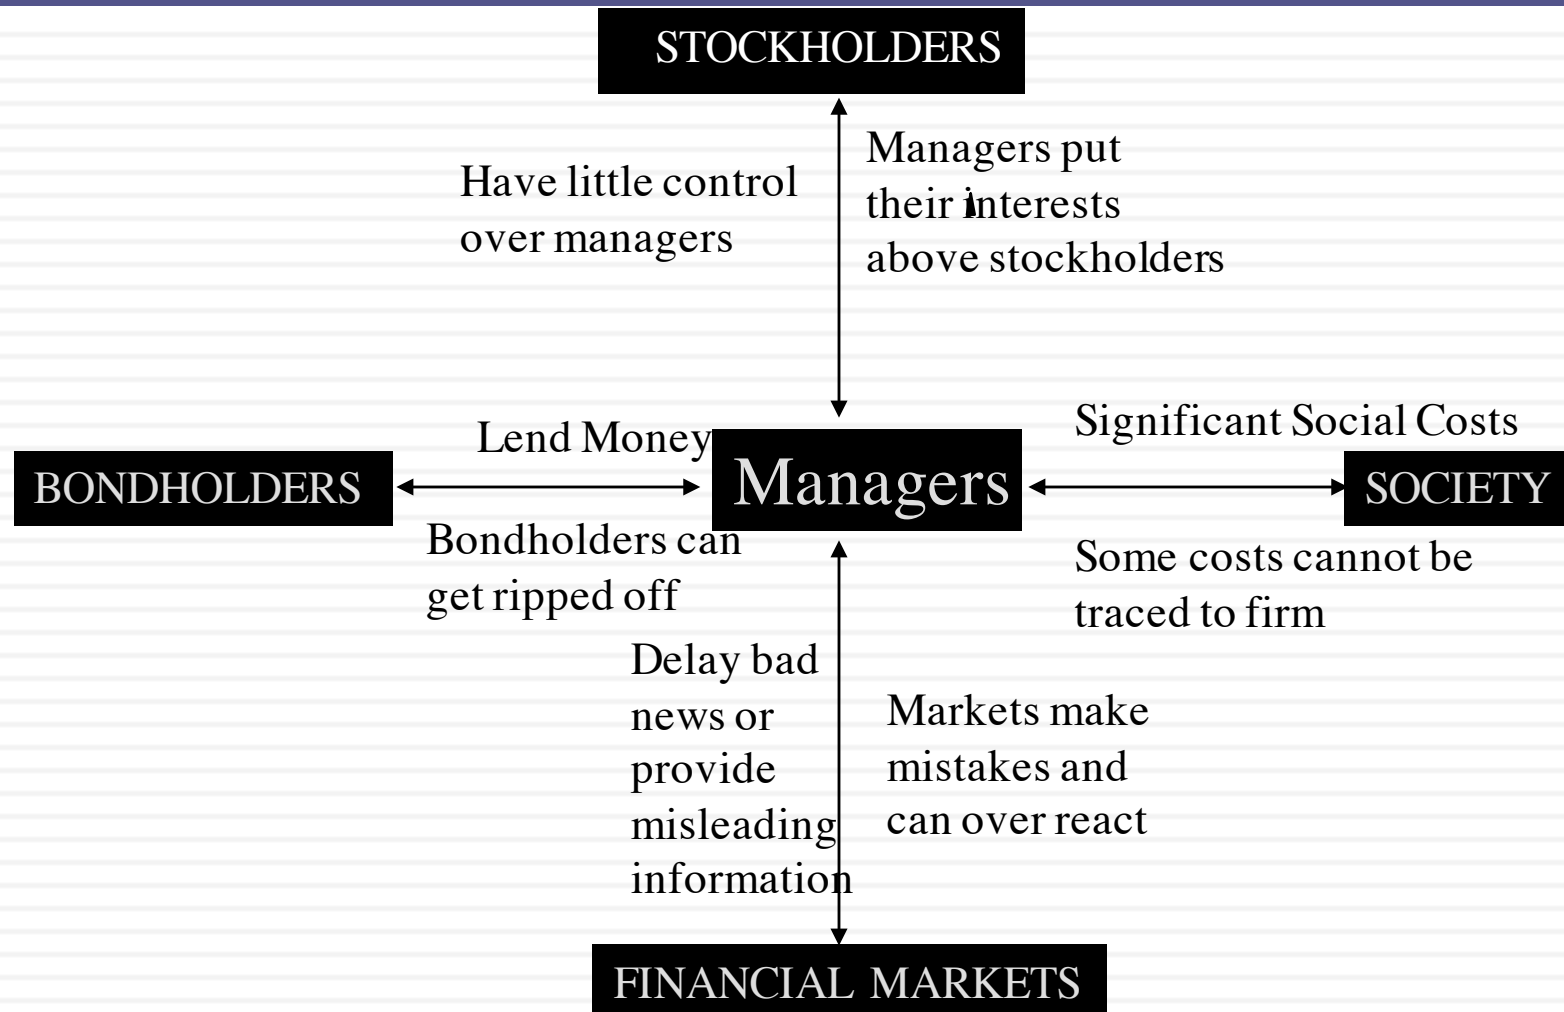 STOCKHOLDERS
Have little control
over managers
Managers put
their interests
above stockholders
Lend Money
BONDHOLDERS
Bondholders can
get ripped off
Managers
Significant Social Costs
SOCIETY
Some costs cannot be
traced to firm
Delay bad
news or
provide
misleading
information
Markets make
mistakes and
can over react
FINANCIAL MARKETS